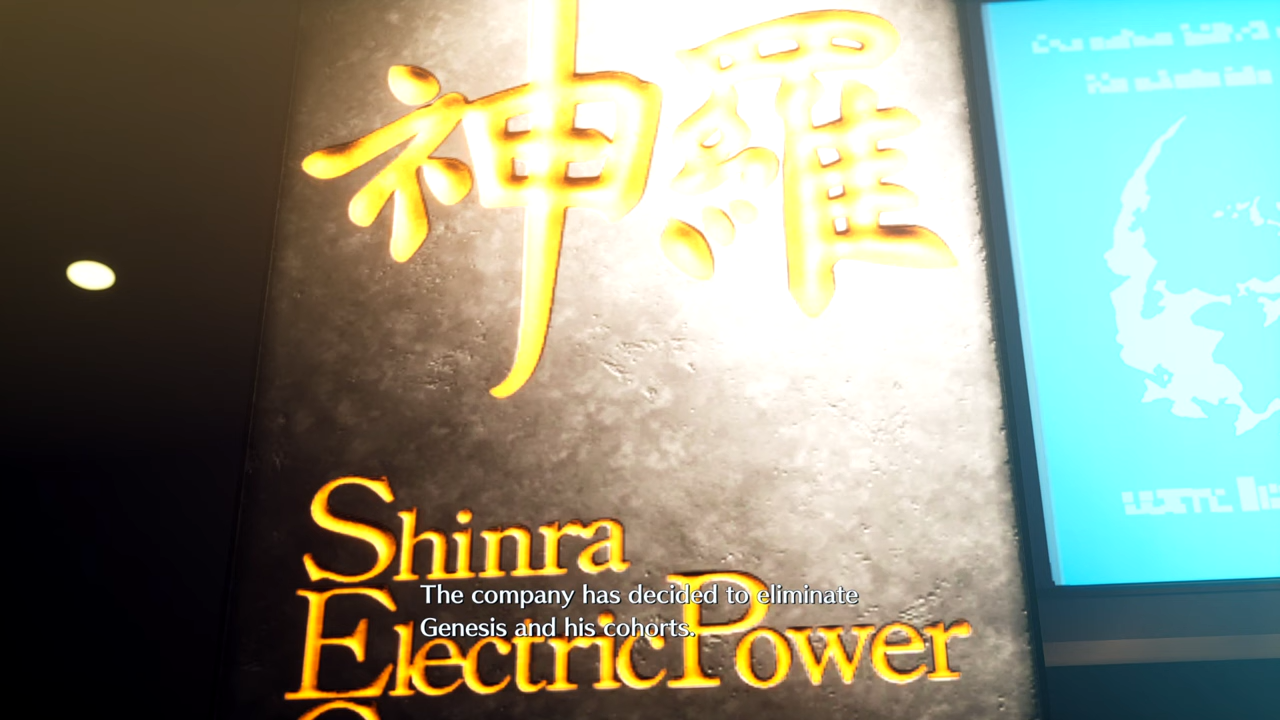 神羅
Shinra
Electric Power
The company has decided to eliminate
Genesis and his cohorts.